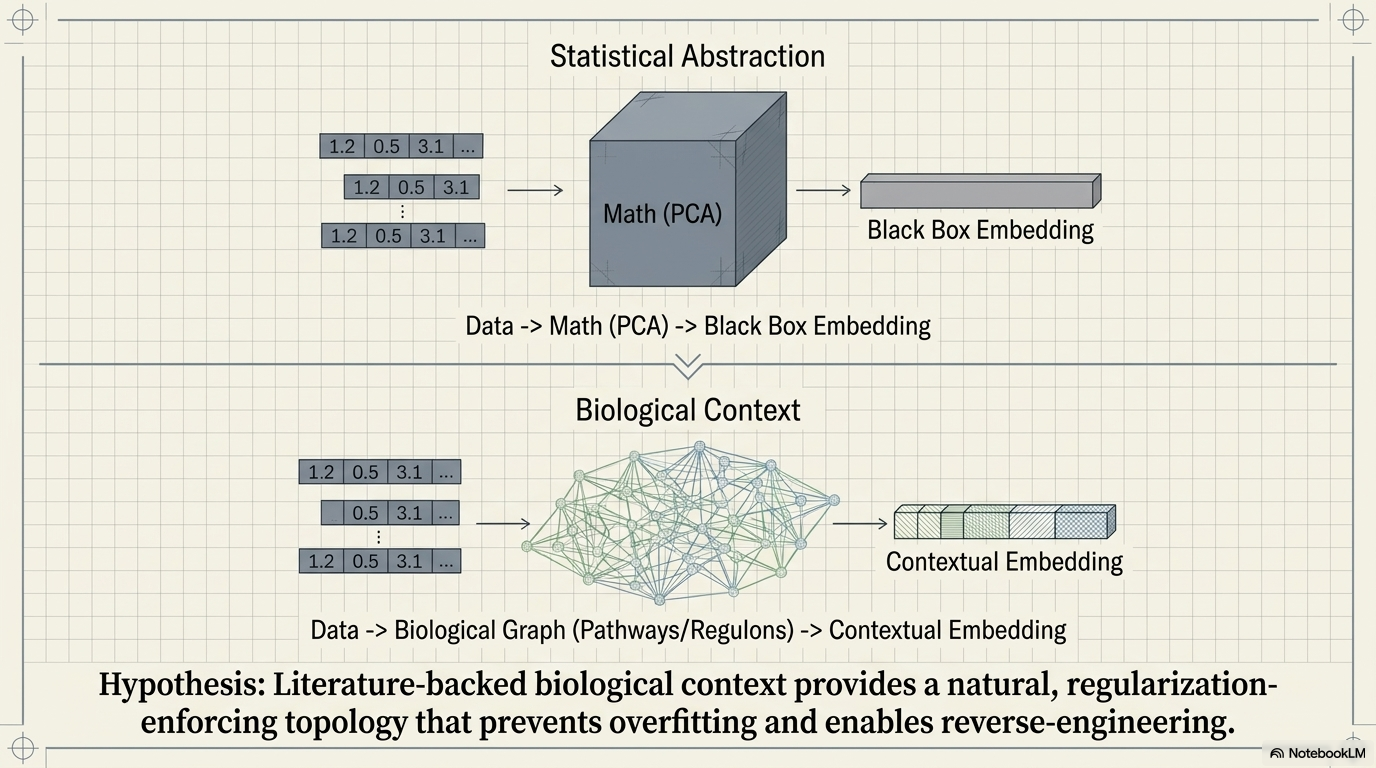 Statistical Abstraction
1.2 0.5 3.1 ...
1.2 0.5 3.1
⋮
1.2 0.5 3.1 ...
Math (PCA)
Black Box Embedding
Data -> Math (PCA) -> Black Box Embedding
Biological Context
1.2 0.5 3.1 ...
0.5 3.1 ...
⋮
1.2 0.5 3.1 ...
Contextual Embedding
Data -> Biological Graph (Pathways/Regulons) -> Contextual Embedding
Hypothesis: Literature-backed biological context provides a natural, regularization-
enforcing topology that prevents overfitting and enables reverse-engineering.
NotebookLM